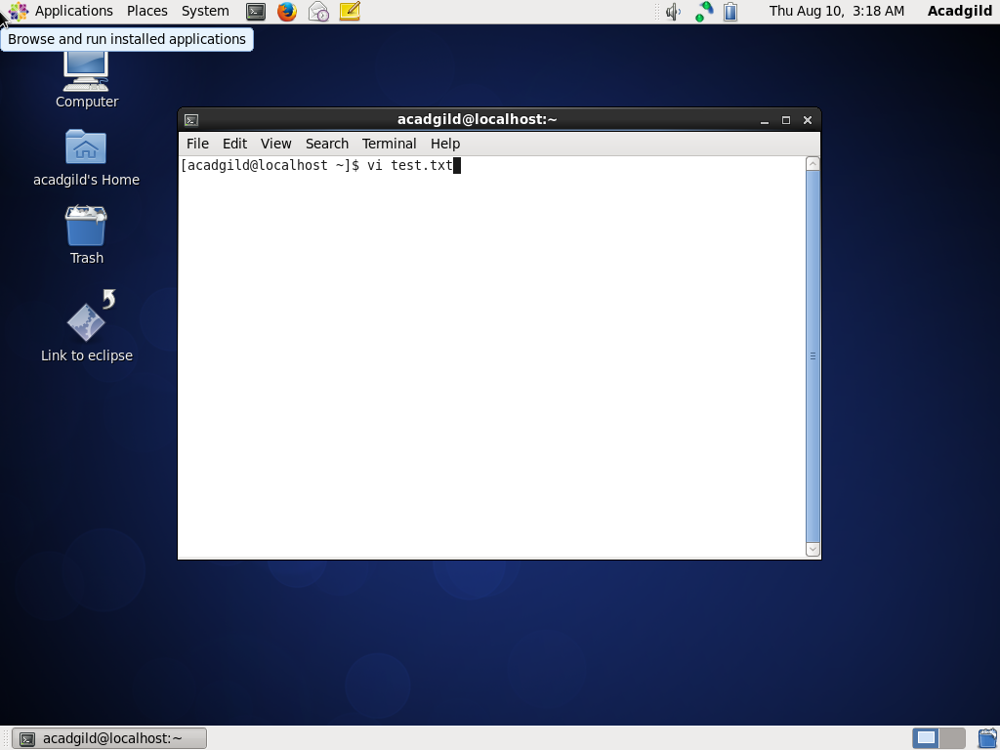 Applications Places System Thu Aug 10, 3:18 AM Acadgild
Browse and run installed applications
Computer
acadgild's Home
Trash
Link to eclipse
acadgild@localhost:~
File Edit View Search Terminal Help
[acadgild@localhost ~]$ vi test.txt
acadgild@localhost:~